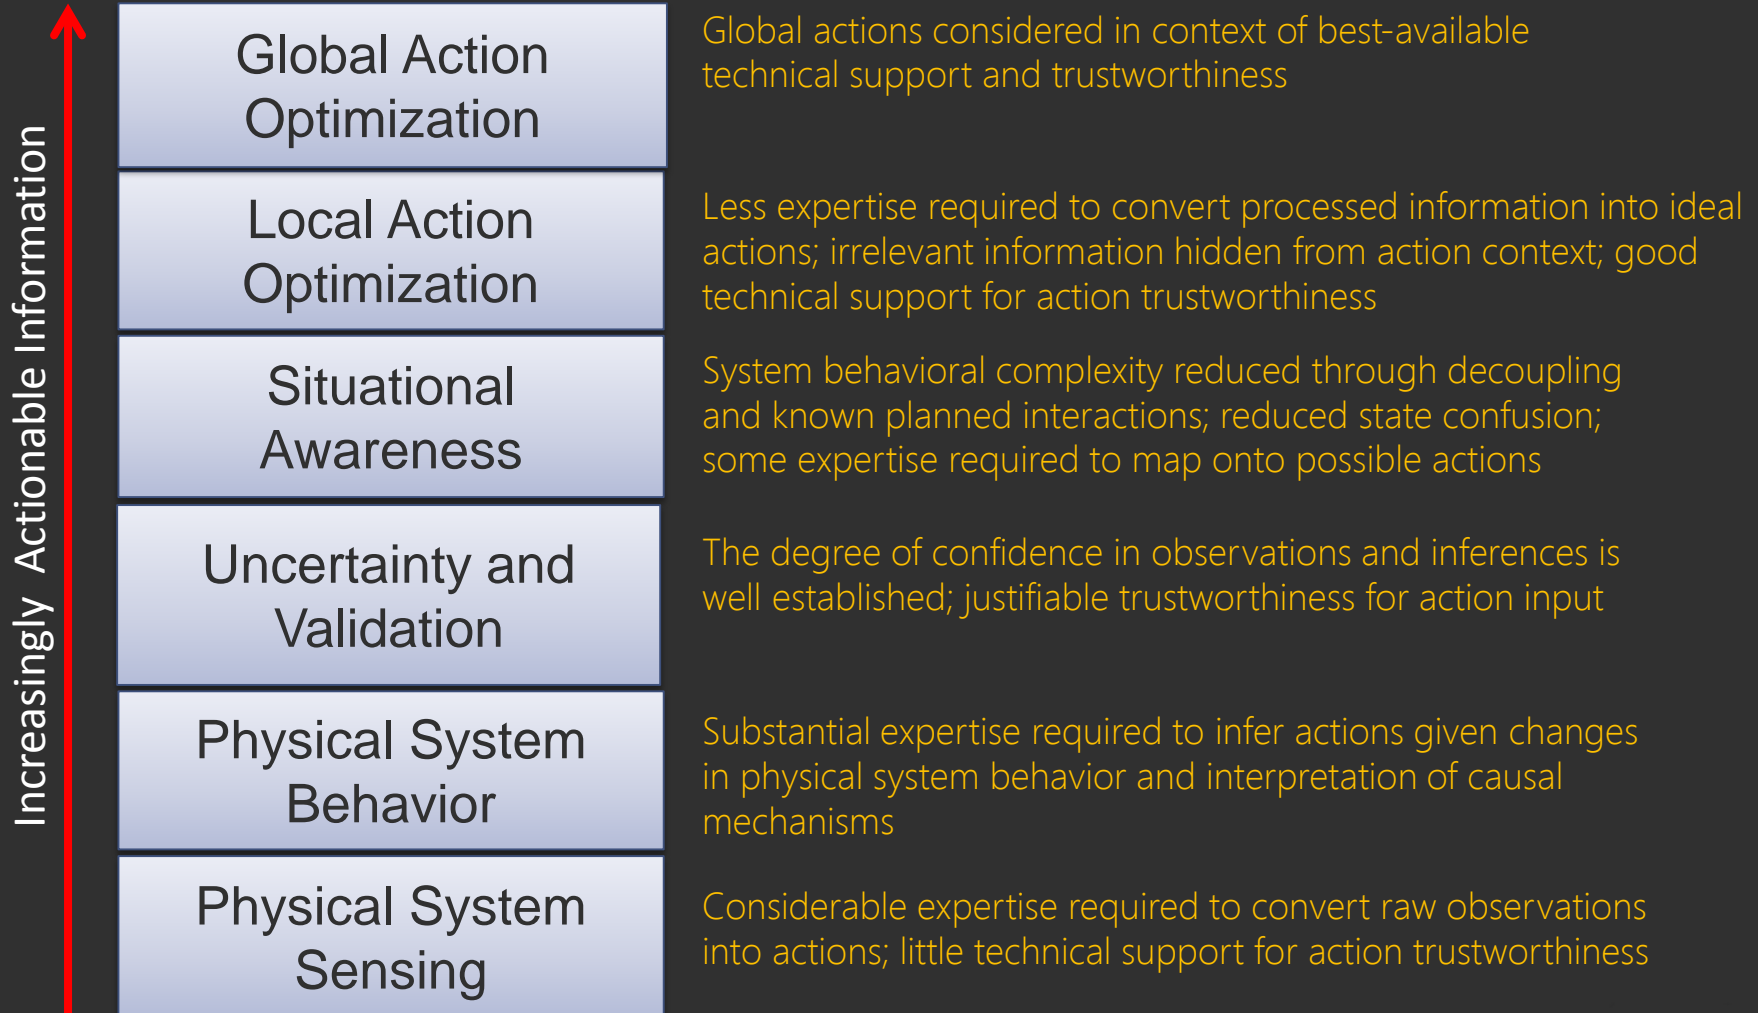 Increasingly Actionable Information
Global Action
Optimization
Global actions considered in context of best-available
technical support and trustworthiness
Local Action
Optimization
Less expertise required to convert processed information into ideal
actions; irrelevant information hidden from action context; good
technical support for action trustworthiness
Situational
Awareness
System behavioral complexity reduced through decoupling
and known planned interactions; reduced state confusion;
some expertise required to map onto possible actions
Uncertainty and
Validation
The degree of confidence in observations and inferences is
well established; justifiable trustworthiness for action input
Physical System
Behavior
Substantial expertise required to infer actions given changes
in physical system behavior and interpretation of causal
mechanisms
Physical System
Sensing
Considerable expertise required to convert raw observations
into actions; little technical support for action trustworthiness